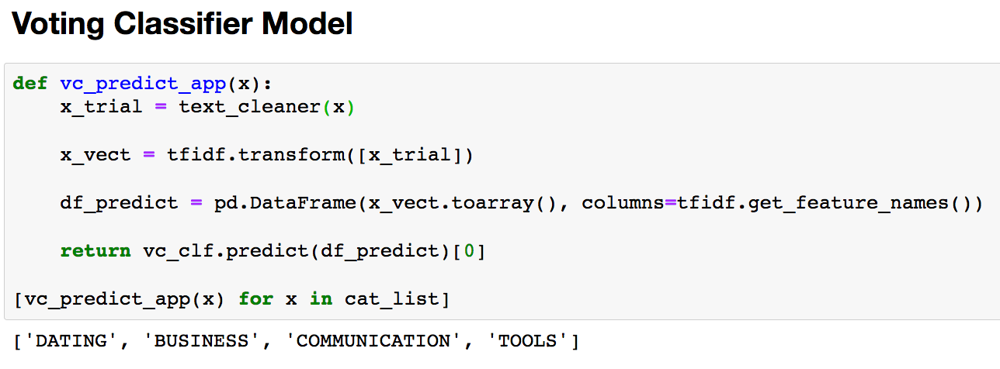 Voting Classifier Model
def vc_predict_app(x):
    x_trial = text_cleaner(x)
    x_vect = tfidf.transform([x_trial])
    df_predict = pd.DataFrame(x_vect.toarray(), columns=tfidf.get_feature_names())
    return vc_clf.predict(df_predict)[0]
[vc_predict_app(x) for x in cat_list]
['DATING', 'BUSINESS', 'COMMUNICATION', 'TOOLS']